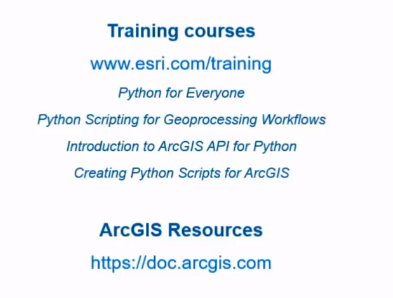 Training courses
www.esri.com/training
Python for Everyone
Python Scripting for Geoprocessing Workflows
Introduction to ArcGIS API for Python
Creating Python Scripts for ArcGIS
ArcGIS Resources
https://doc.arcgis.com